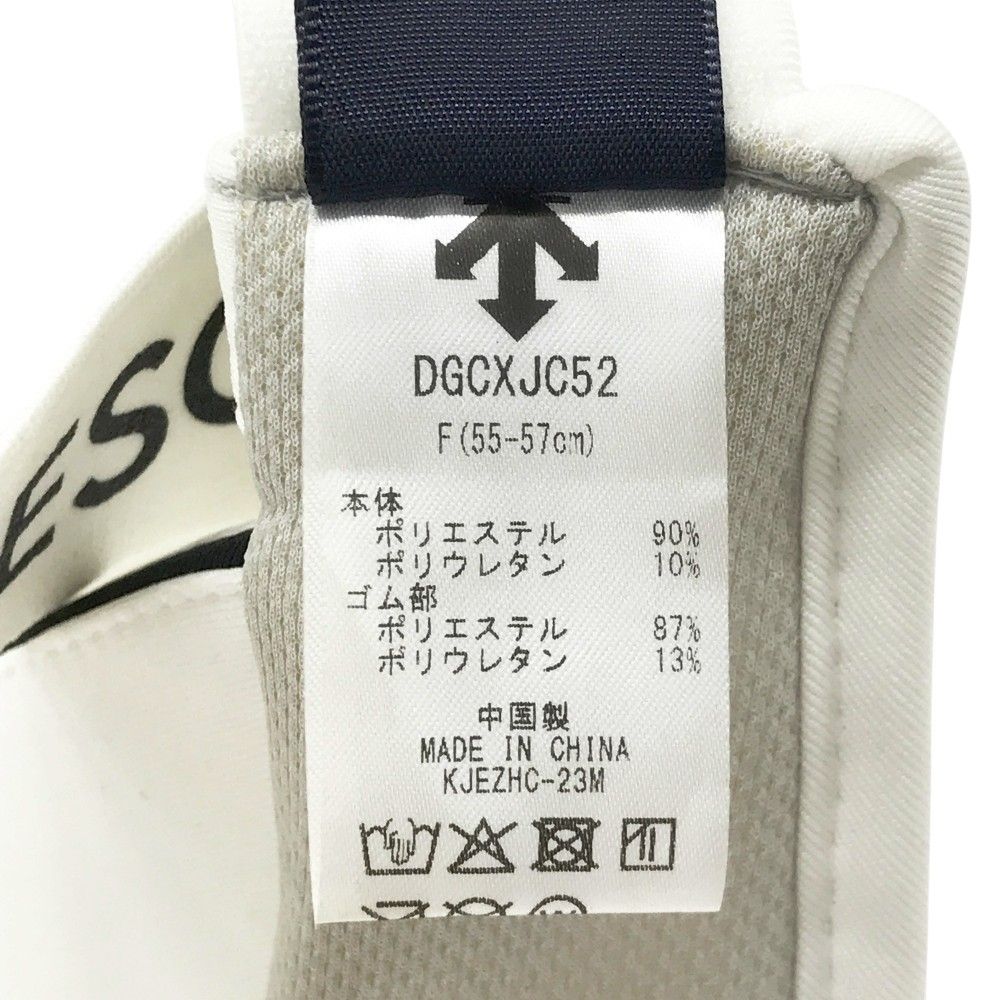 ESC
DGCXJC52
F(55-57cm)
本体
ポリエステル 90%
ポリウレタン 10%
ゴム部
ポリエステル 87%
ポリウレタン 13%
中国製
MADE IN CHINA
KJEZHC-23M